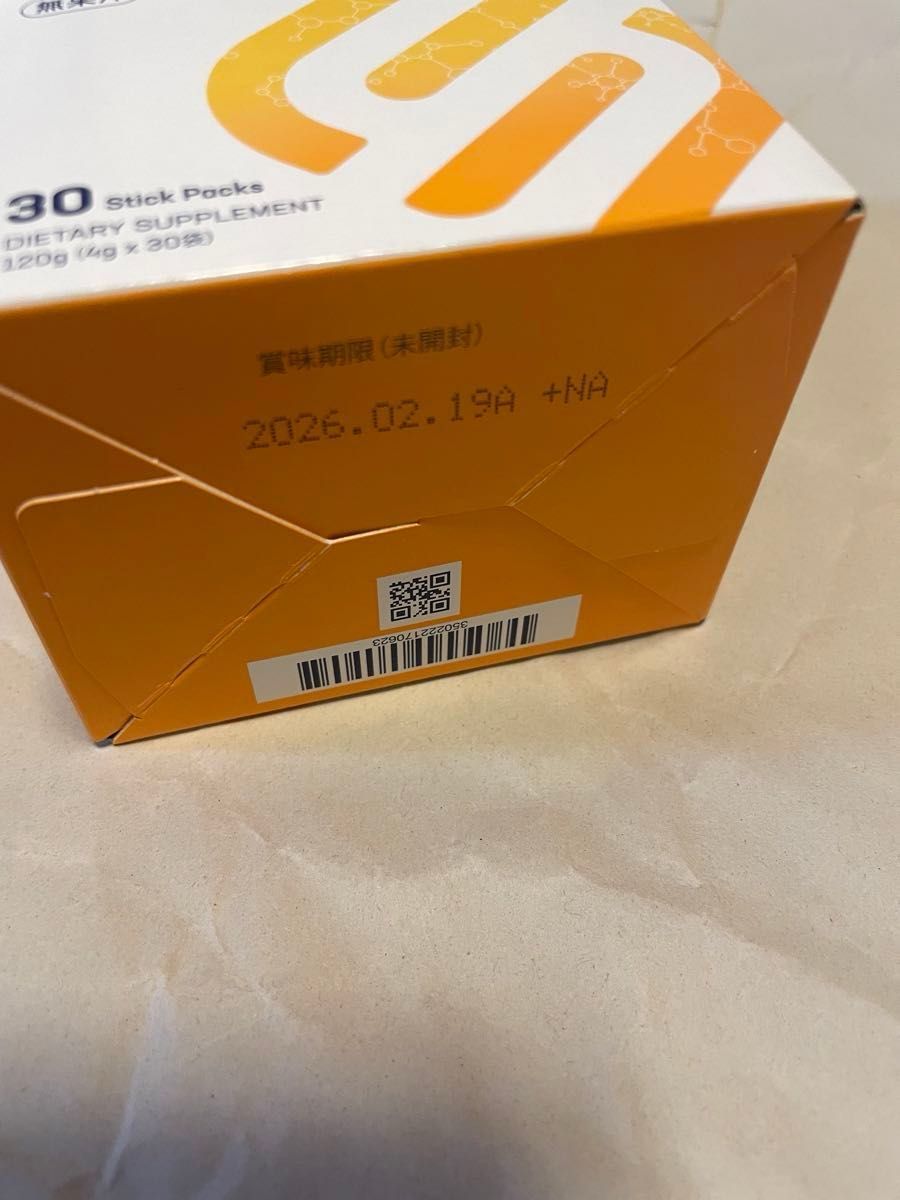 30 Stick Packs
DIETARY SUPPLEMENT
120g (4g x 30袋)
賞味期限(未開封)
2026.02.19A +NA
350222170623